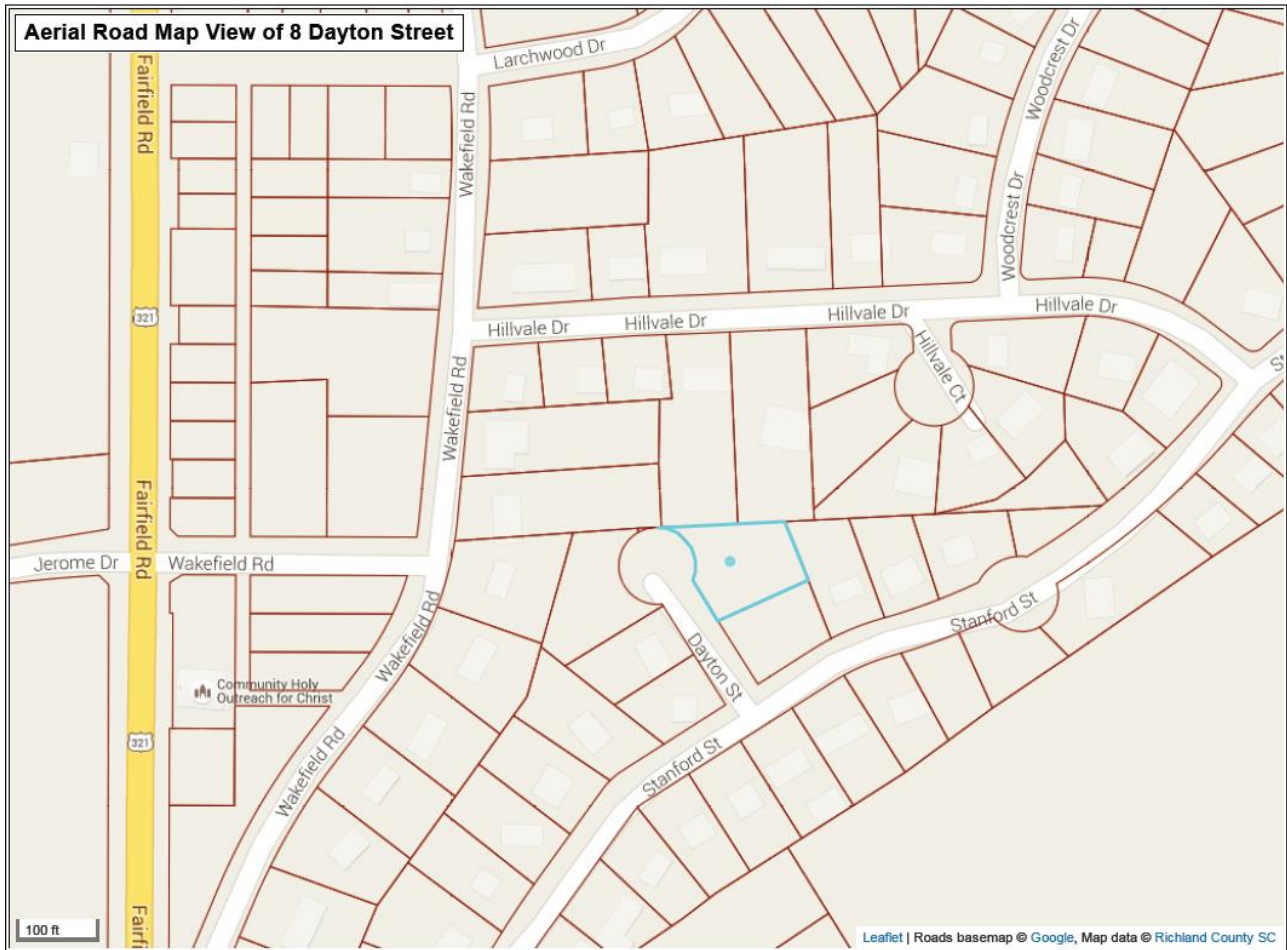 Aerial Road Map View of 8 Dayton Street
Larchwood Dr
Woodcrest Dr
Fairfield Rd
Wakefield Rd
Woodcrest Dr
321
Hillvale Dr
Hillvale Dr
Hillvale Dr
Hillvale Dr
Hillvale Ct
St
Wakefield Rd
Fairfield Rd
Jerome Dr
Wakefield Rd
Stanford St
Wakefield Rd
Dayton St
Community Holy
Outreach for Christ
321
Wakefield Rd
Stanford St
Fairfi
100 ft
Leaflet | Roads basemap © Google, Map data © Richland County SC